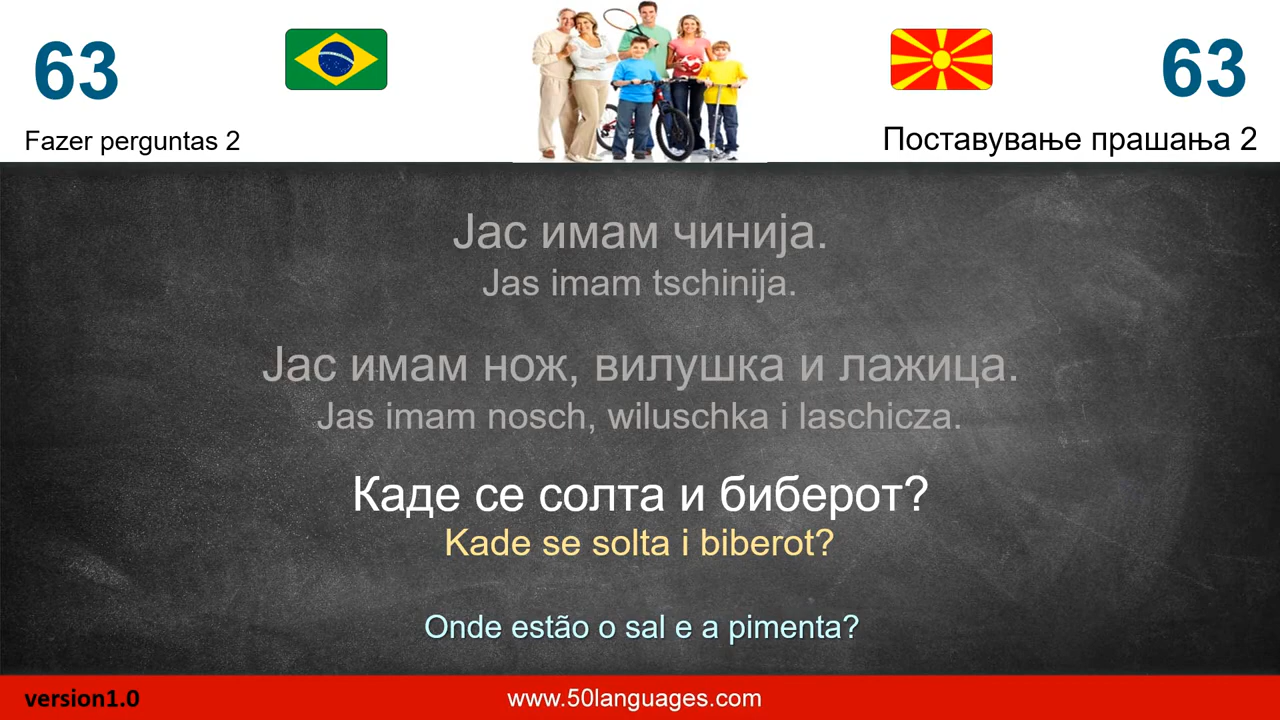 63
63
Fazer perguntas 2
Поставување прашања 2
Јас имам чинија.
Jas imam tschinija.
Јас имам нож, вилушка и лажица.
Jas imam nosch, wiluschka i laschicza.
Каде се солта и биберот?
Kade se solta i biberot?
Onde estão o sal e a pimenta?
version1.0
www.50languages.com